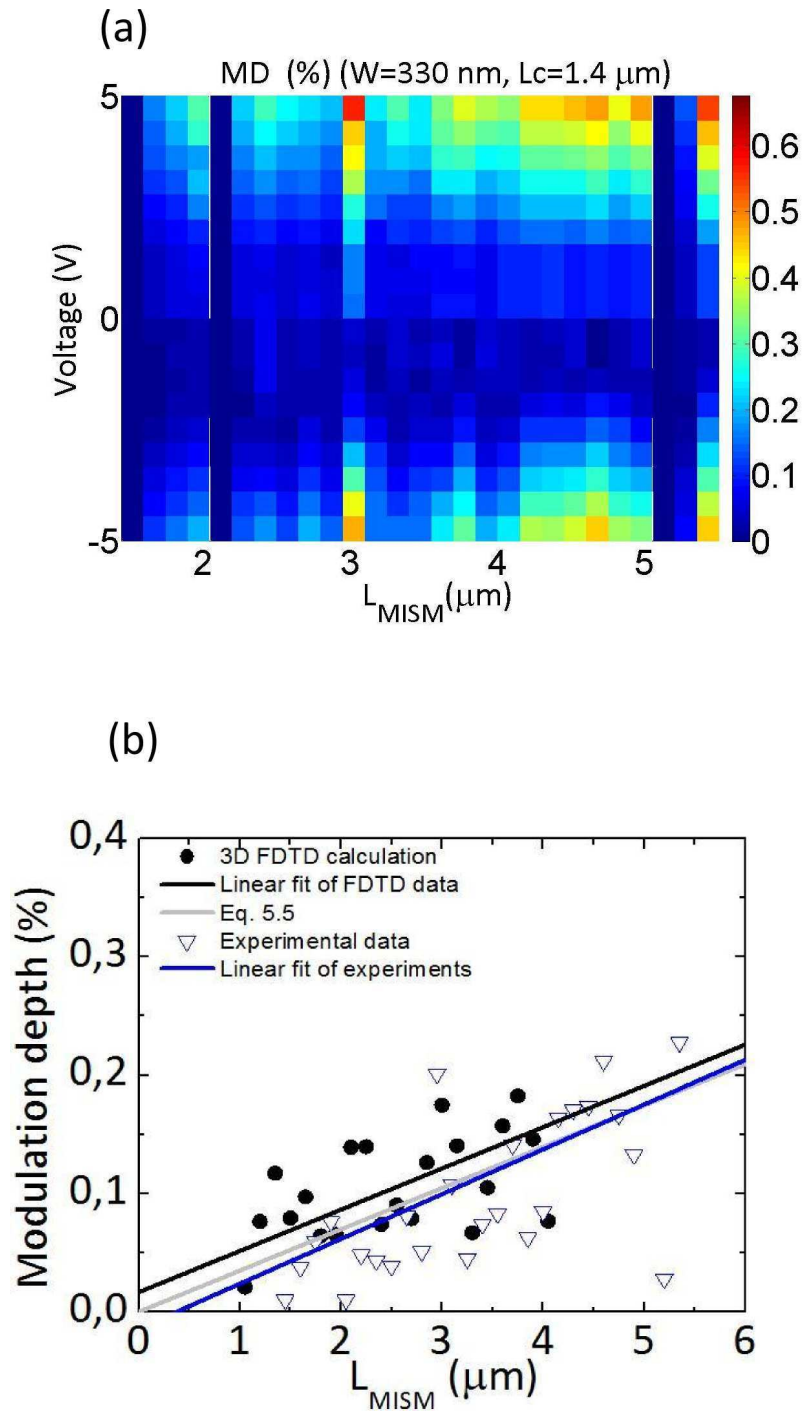 (a)
MD (%) (W=330 nm, Lc=1.4 μm)
5
0
-5
Voltage (V)
2
3
4
5
L_MISM(μm)
0.6
0.5
0.4
0.3
0.2
0.1
0
(b)
0,4
0,3
0,2
0,1
0,0
Modulation depth (%)
3D FDTD calculation
Linear fit of FDTD data
Eq. 5.5
Experimental data
Linear fit of experiments
0
1
2
3
4
5
6
L_MISM (μm)